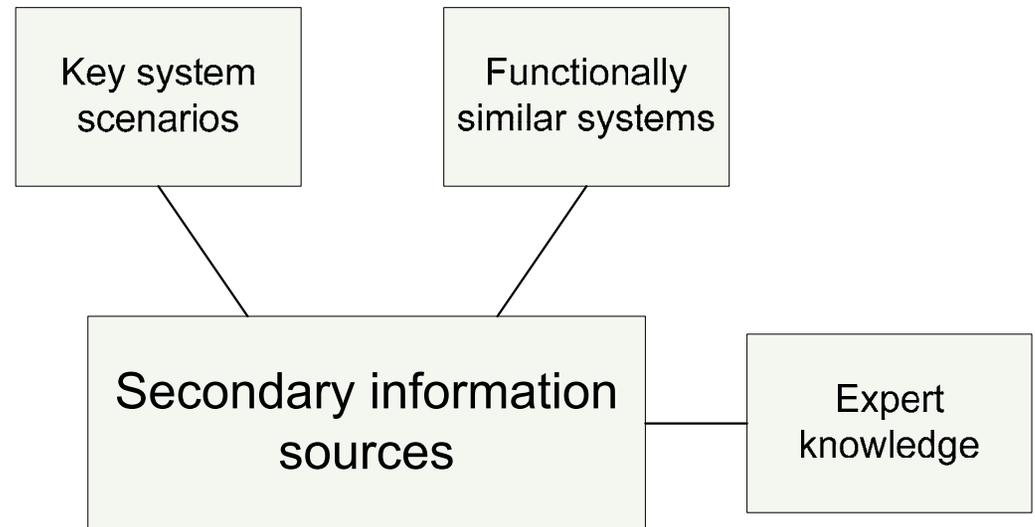 Key system
scenarios
Functionally
similar systems
Secondary information
sources
Expert
knowledge